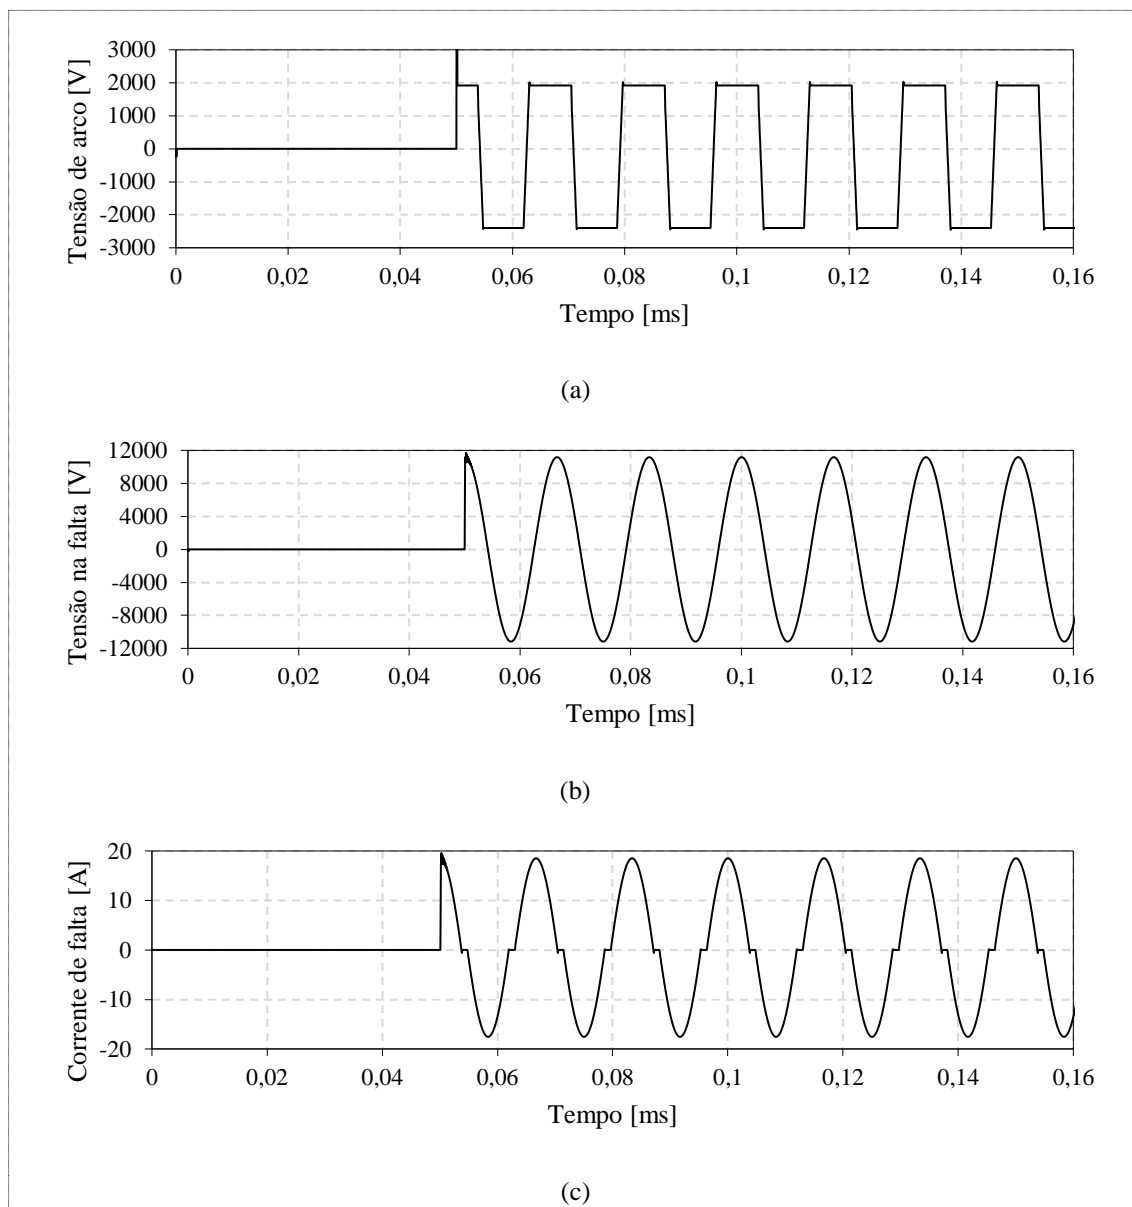 Tensão de arco [V]
3000
2000
1000
0
-1000
-2000
-3000
0 0,02 0,04 0,06 0,08 0,1 0,12 0,14 0,16
Tempo [ms]
(a)
Tensão na falta [V]
12000
8000
4000
0
-4000
-8000
-12000
0 0,02 0,04 0,06 0,08 0,1 0,12 0,14 0,16
Tempo [ms]
(b)
Corrente de falta [A]
20
10
0
-10
-20
0 0,02 0,04 0,06 0,08 0,1 0,12 0,14 0,16
Tempo [ms]
(c)